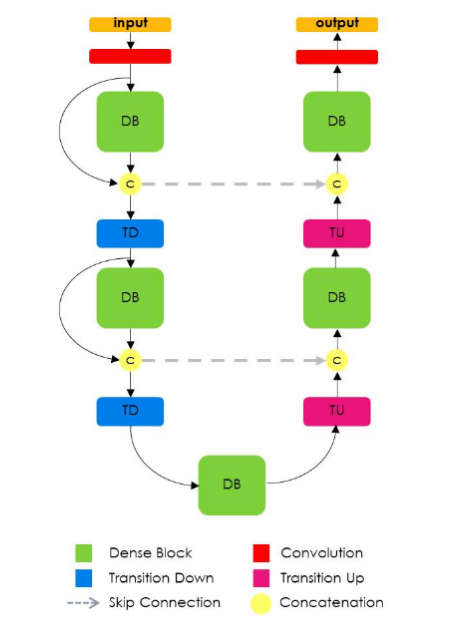 input
output
DB
DB
C
C
TD
TU
DB
DB
C
C
TD
TU
DB
Dense Block
Convolution
Transition Down
Transition Up
Skip Connection
Concatenation